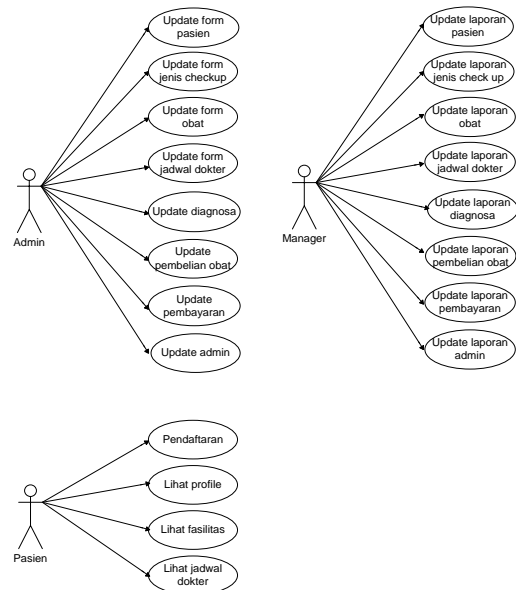 Update form
pasien
Update form
jenis checkup
Update form
obat
Update form
jadwal dokter
Update diagnosa
Update
pembelian obat
Update
pembayaran
Update admin
Admin
Update laporan
pasien
Update laporan
jenis check up
Update laporan
obat
Update laporan
jadwal dokter
Update laporan
diagnosa
Update laporan
pembelian obat
Update laporan
pembayaran
Update laporan
admin
Manager
Pendaftaran
Lihat profile
Lihat fasilitas
Lihat jadwal
dokter
Pasien